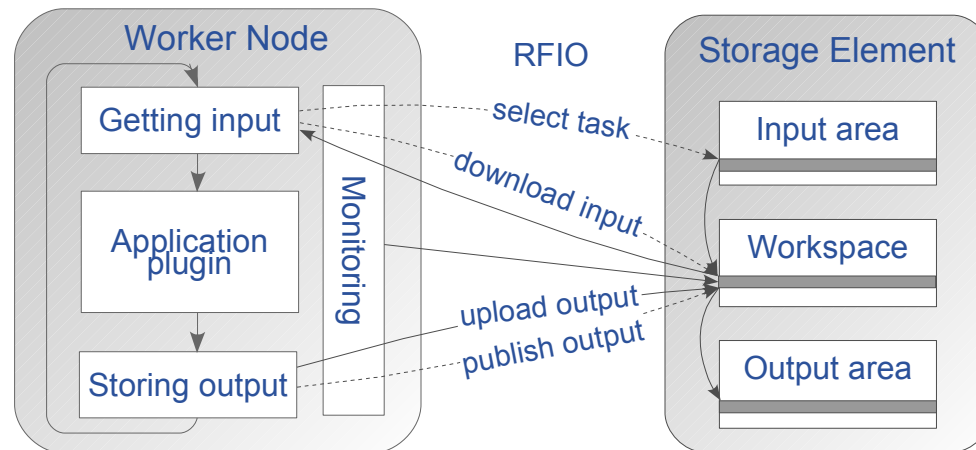 Worker Node
RFIO
Storage Element
Getting input
select task
Input area
download input
Monitoring
Application
plugin
Workspace
upload output
publish output
Storing output
Output area